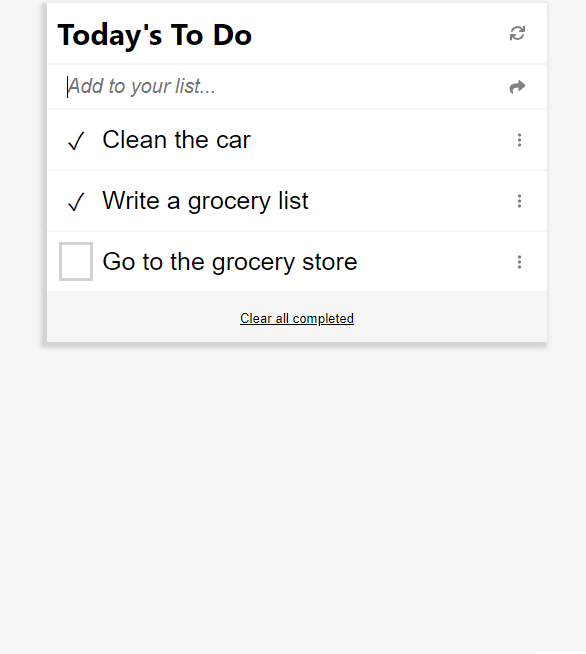 Today's To Do
Add to your list...
Clean the car
Write a grocery list
Go to the grocery store
Clear all completed